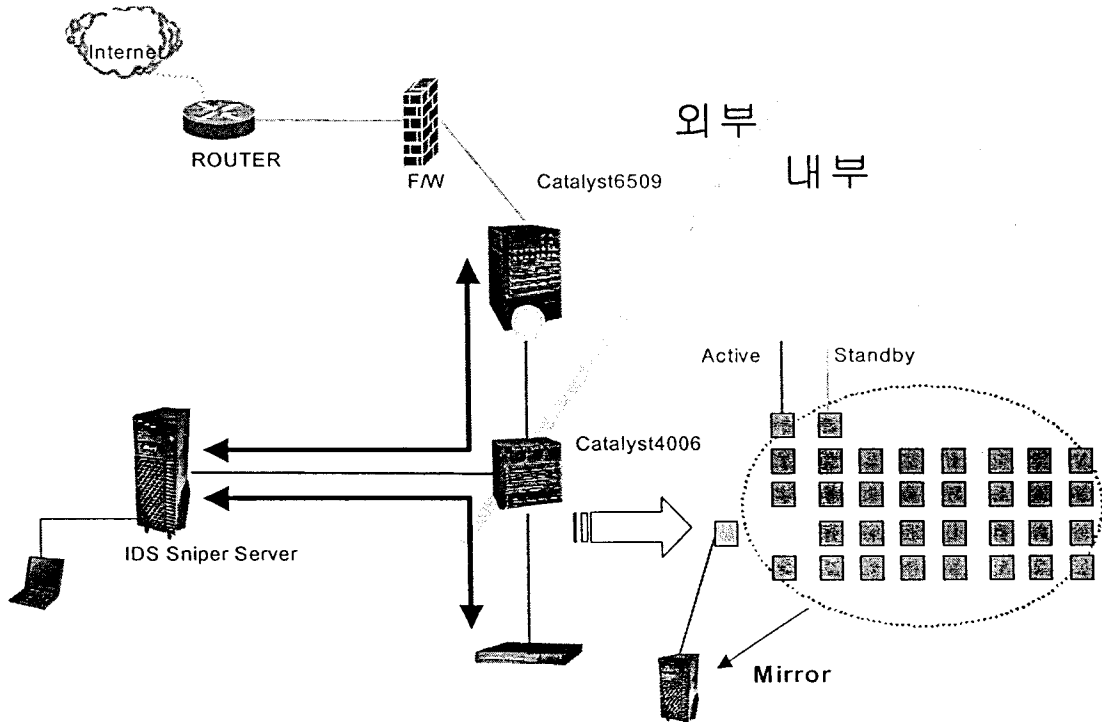 Internet
ROUTER
F/W
외부
내부
Catalyst6509
Active
Standby
Catalyst4006
IDS Sniper Server
Mirror